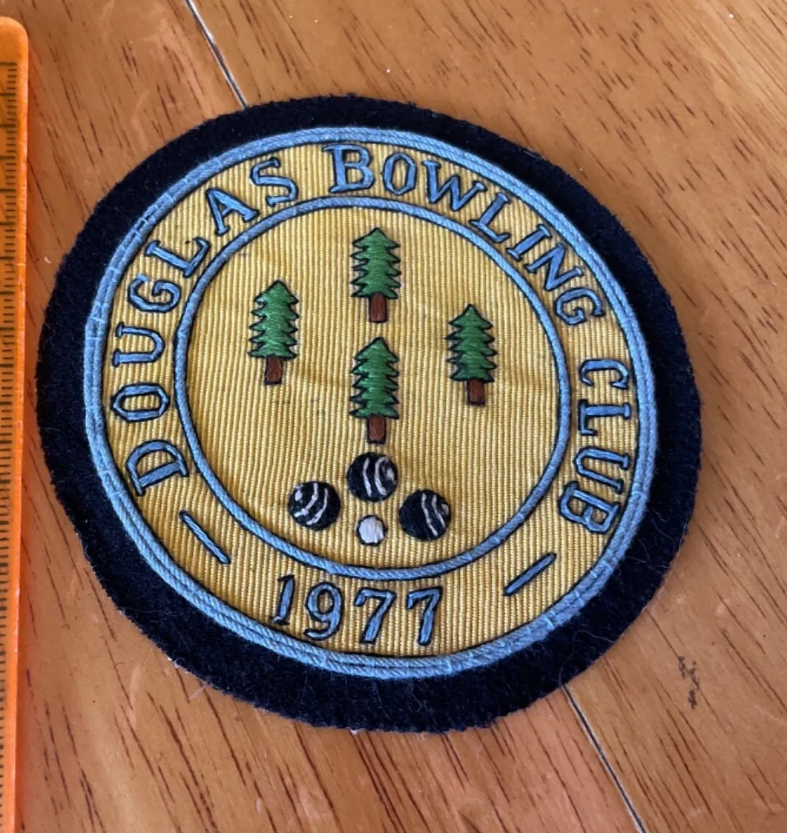 DOUGLAS BOWLING CLUB
– 1977 –